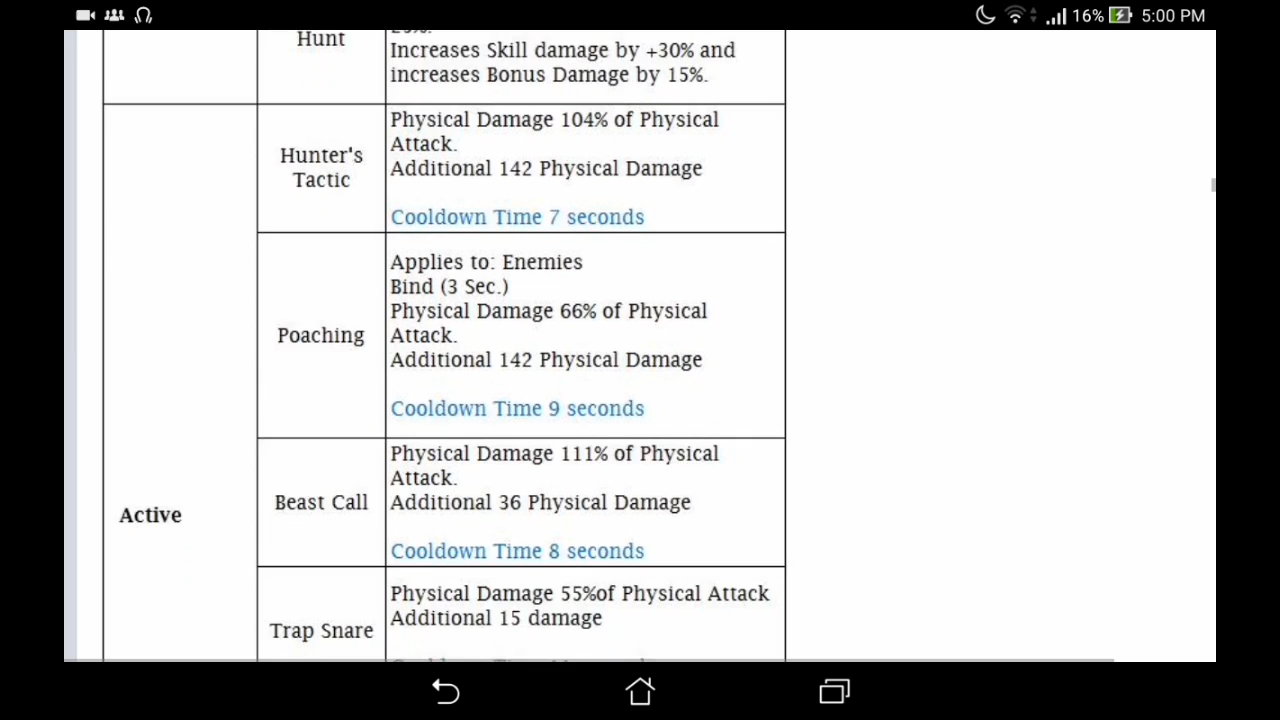 16% 5:00 PM
Hunt
Increases Skill damage by +30% and
increases Bonus Damage by 15%.
Active
Hunter's
Tactic
Physical Damage 104% of Physical
Attack.
Additional 142 Physical Damage
Cooldown Time 7 seconds
Poaching
Applies to: Enemies
Bind (3 Sec.)
Physical Damage 66% of Physical
Attack.
Additional 142 Physical Damage
Cooldown Time 9 seconds
Beast Call
Physical Damage 111% of Physical
Attack.
Additional 36 Physical Damage
Cooldown Time 8 seconds
Trap Snare
Physical Damage 55%of Physical Attack
Additional 15 damage